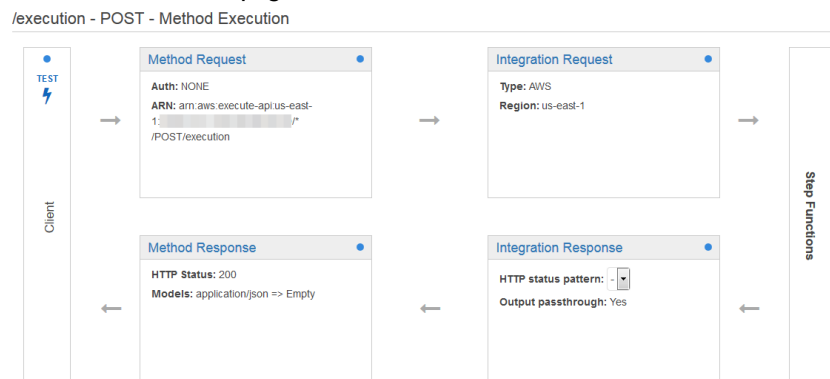 /execution - POST - Method Execution
TEST
Client
Method Request
Auth: NONE
ARN: arn:aws:execute-api:us-east-
1: /*
/POST/execution
Integration Request
Type: AWS
Region: us-east-1
Step Functions
Method Response
HTTP Status: 200
Models: application/json => Empty
Integration Response
HTTP status pattern: -
Output passthrough: Yes